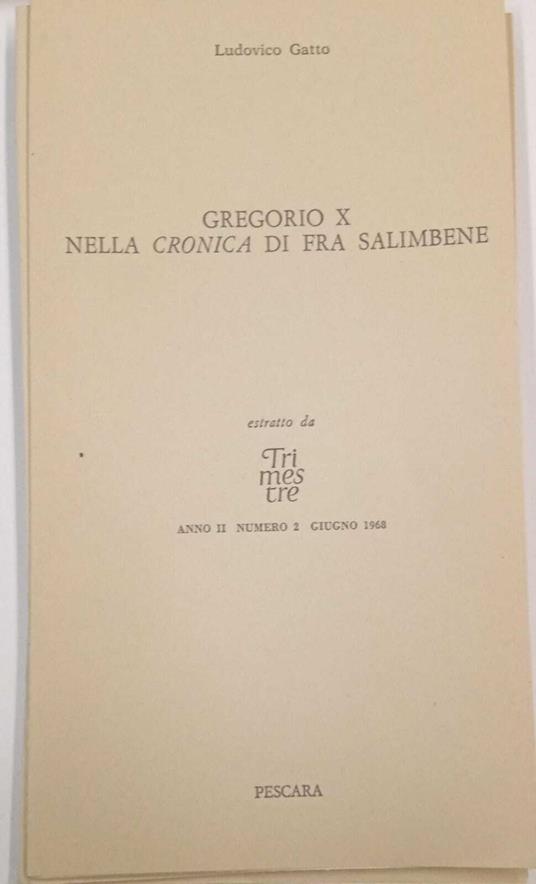 Ludovico Gatto
GREGORIO X
NELLA CRONICA DI FRA SALIMBENE
estratto da
Tri
mes
tre
ANNO II NUMERO 2 GIUGNO 1968
PESCARA